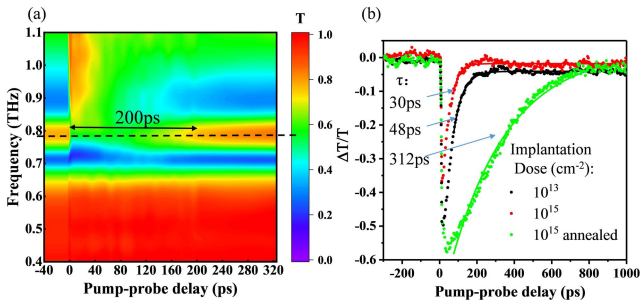 (a)
T
Frequency (THz)
1.1
1.0
0.9
0.8
0.7
0.6
0.5
0.4
200ps
-40 0 40 80 120 160 200 240 280 320
Pump-probe delay (ps)
1.0
0.8
0.6
0.4
0.2
0.0
(b)
ΔT/T
0.0
-0.1
-0.2
-0.3
-0.4
-0.5
-0.6
τ:
30ps
48ps
312ps
Implantation
Dose (cm-2):
10¹³
10¹⁵
10¹⁵ annealed
-200 0 200 400 600 800 1000
Pump-probe delay (ps)